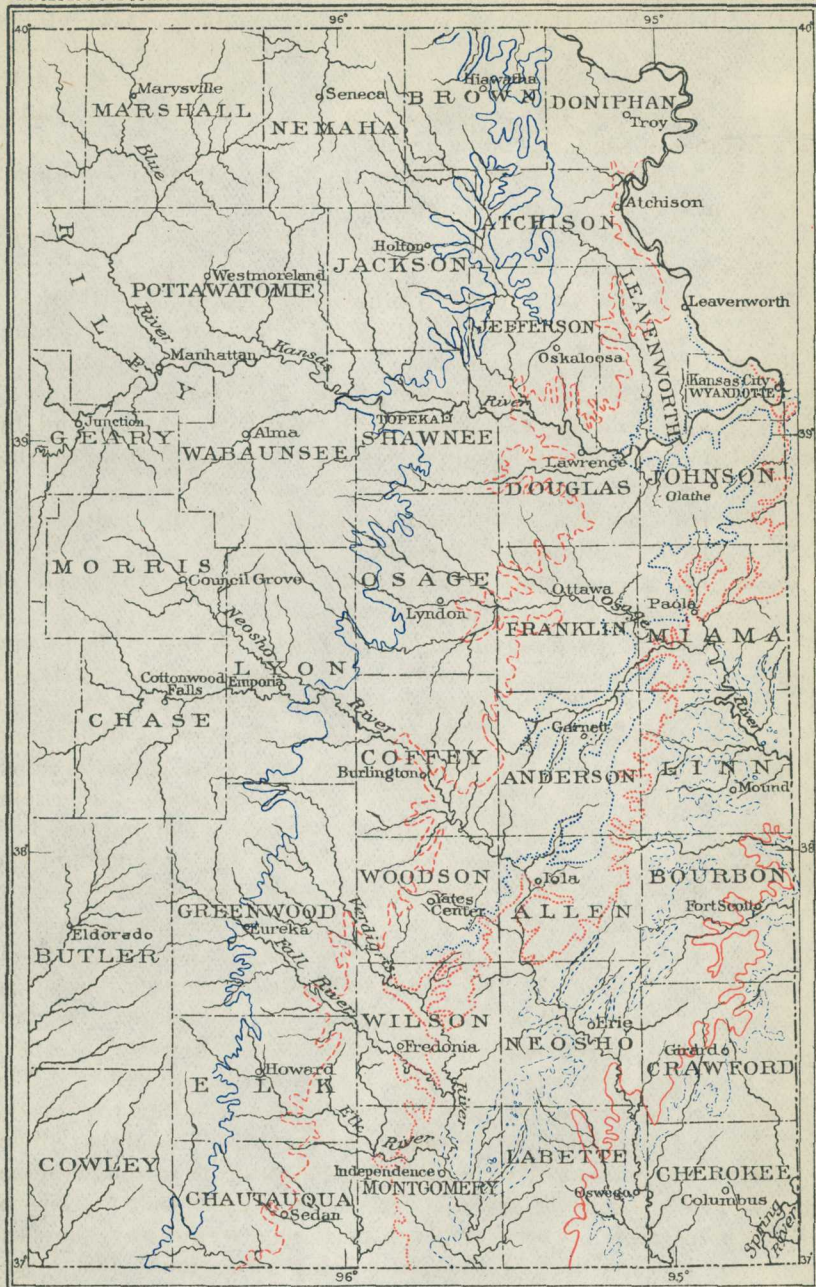 96°
95°
40°
40°
Marysville
MARSHALL
Seneca
NEMAHA
Hiawatha
BROWN
DONIPHAN
Troy
Blue
RILEY
Atchison
ATCHISON
Holton
JACKSON
Westmoreland
POTTAWATOMIE
River
LEAVENWORTH
Leavenworth
JEFFERSON
Oskaloosa
Manhattan
Kansas
River
Kansas City
WYANDOTTE
Junction
GEARY
39°
39°
Alma
WABAUNSEE
TOPEKA
SHAWNEE
Lawrence
DOUGLAS
JOHNSON
Olathe
MORRIS
Council Grove
OSAGE
Lyndon
Ottawa
Osage
FRANKLIN
Paola
MIAMA
River
Neosho
LYON
Cottonwood
Falls
Emporia
River
CHASE
COFFEY
Burlington
Garnett
ANDERSON
LINN
Mound
38°
38°
WOODSON
Yates
Center
Iola
ALLEN
BOURBON
Fort Scott
GREENWOOD
Eureka
Verdigris
Fall River
Eldorado
BUTLER
WILSON
Fredonia
River
Erie
NEOSHO
Girard
CRAWFORD
Howard
ELK
Elk
River
Independence
MONTGOMERY
LABETTE
Oswego
CHEROKEE
Columbus
Spring
River
COWLEY
CHAUTAUQUA
Sedan
37°
37°
96°
95°